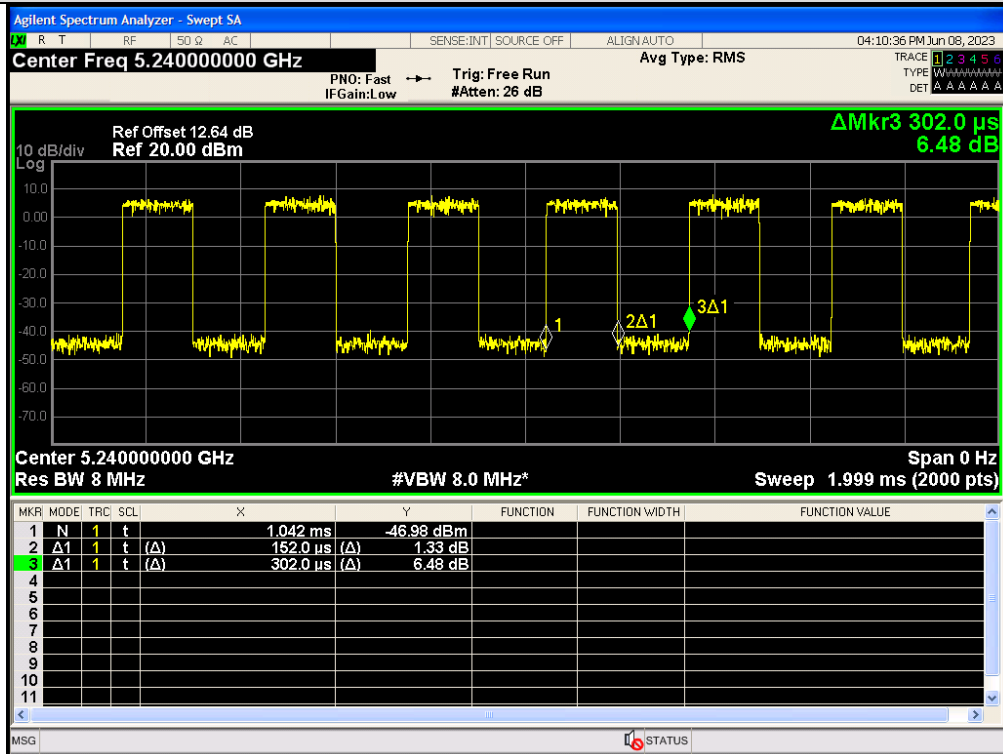 Agilent Spectrum Analyzer - Swept SA
LXI R T RF 50 Ω AC SENSE:INT SOURCE OFF ALIGN AUTO 04:10:36 PM Jun 08, 2023
Center Freq 5.240000000 GHz
Avg Type: RMS
TRACE 1 2 3 4 5 6
PNO: Fast Trig: Free Run
TYPE W
IFGain:Low #Atten: 26 dB
DET A A A A A A
ΔMkr3 302.0 µs
6.48 dB
Ref Offset 12.64 dB
10 dB/div Ref 20.00 dBm
Log
10.0
0.00
-10.0
-20.0
-30.0
-40.0
-50.0
-60.0
-70.0
1
2Δ1
3Δ1
Center 5.240000000 GHz Span 0 Hz
Res BW 8 MHz #VBW 8.0 MHz* Sweep 1.999 ms (2000 pts)
MKR MODE TRC SCL X Y FUNCTION FUNCTION WIDTH FUNCTION VALUE
1 N 1 t 1.042 ms -46.98 dBm
2 Δ1 1 t (Δ) 152.0 µs (Δ) 1.33 dB
3 Δ1 1 t (Δ) 302.0 µs (Δ) 6.48 dB
4
5
6
7
8
9
10
11
MSG STATUS